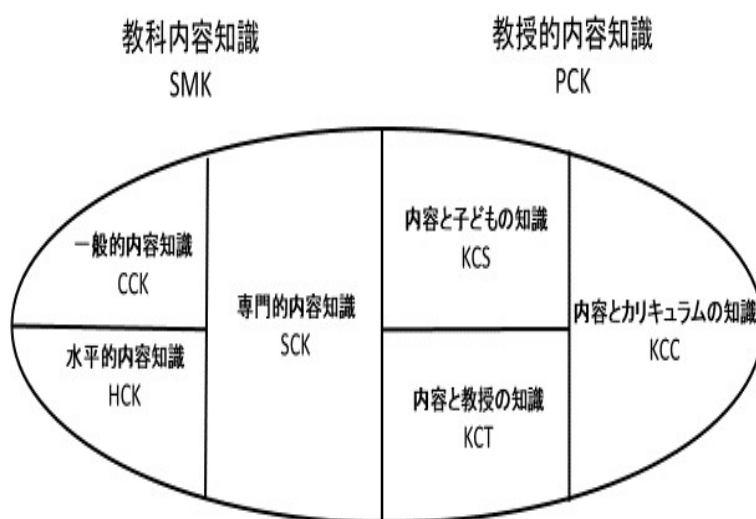 教科内容知識
SMK
教授的内容知識
PCK
一般的内容知識
CCK
水平的内容知識
HCK
専門的内容知識
SCK
内容と子どもの知識
KCS
内容と教授の知識
KCT
内容とカリキュラムの知識
KCC